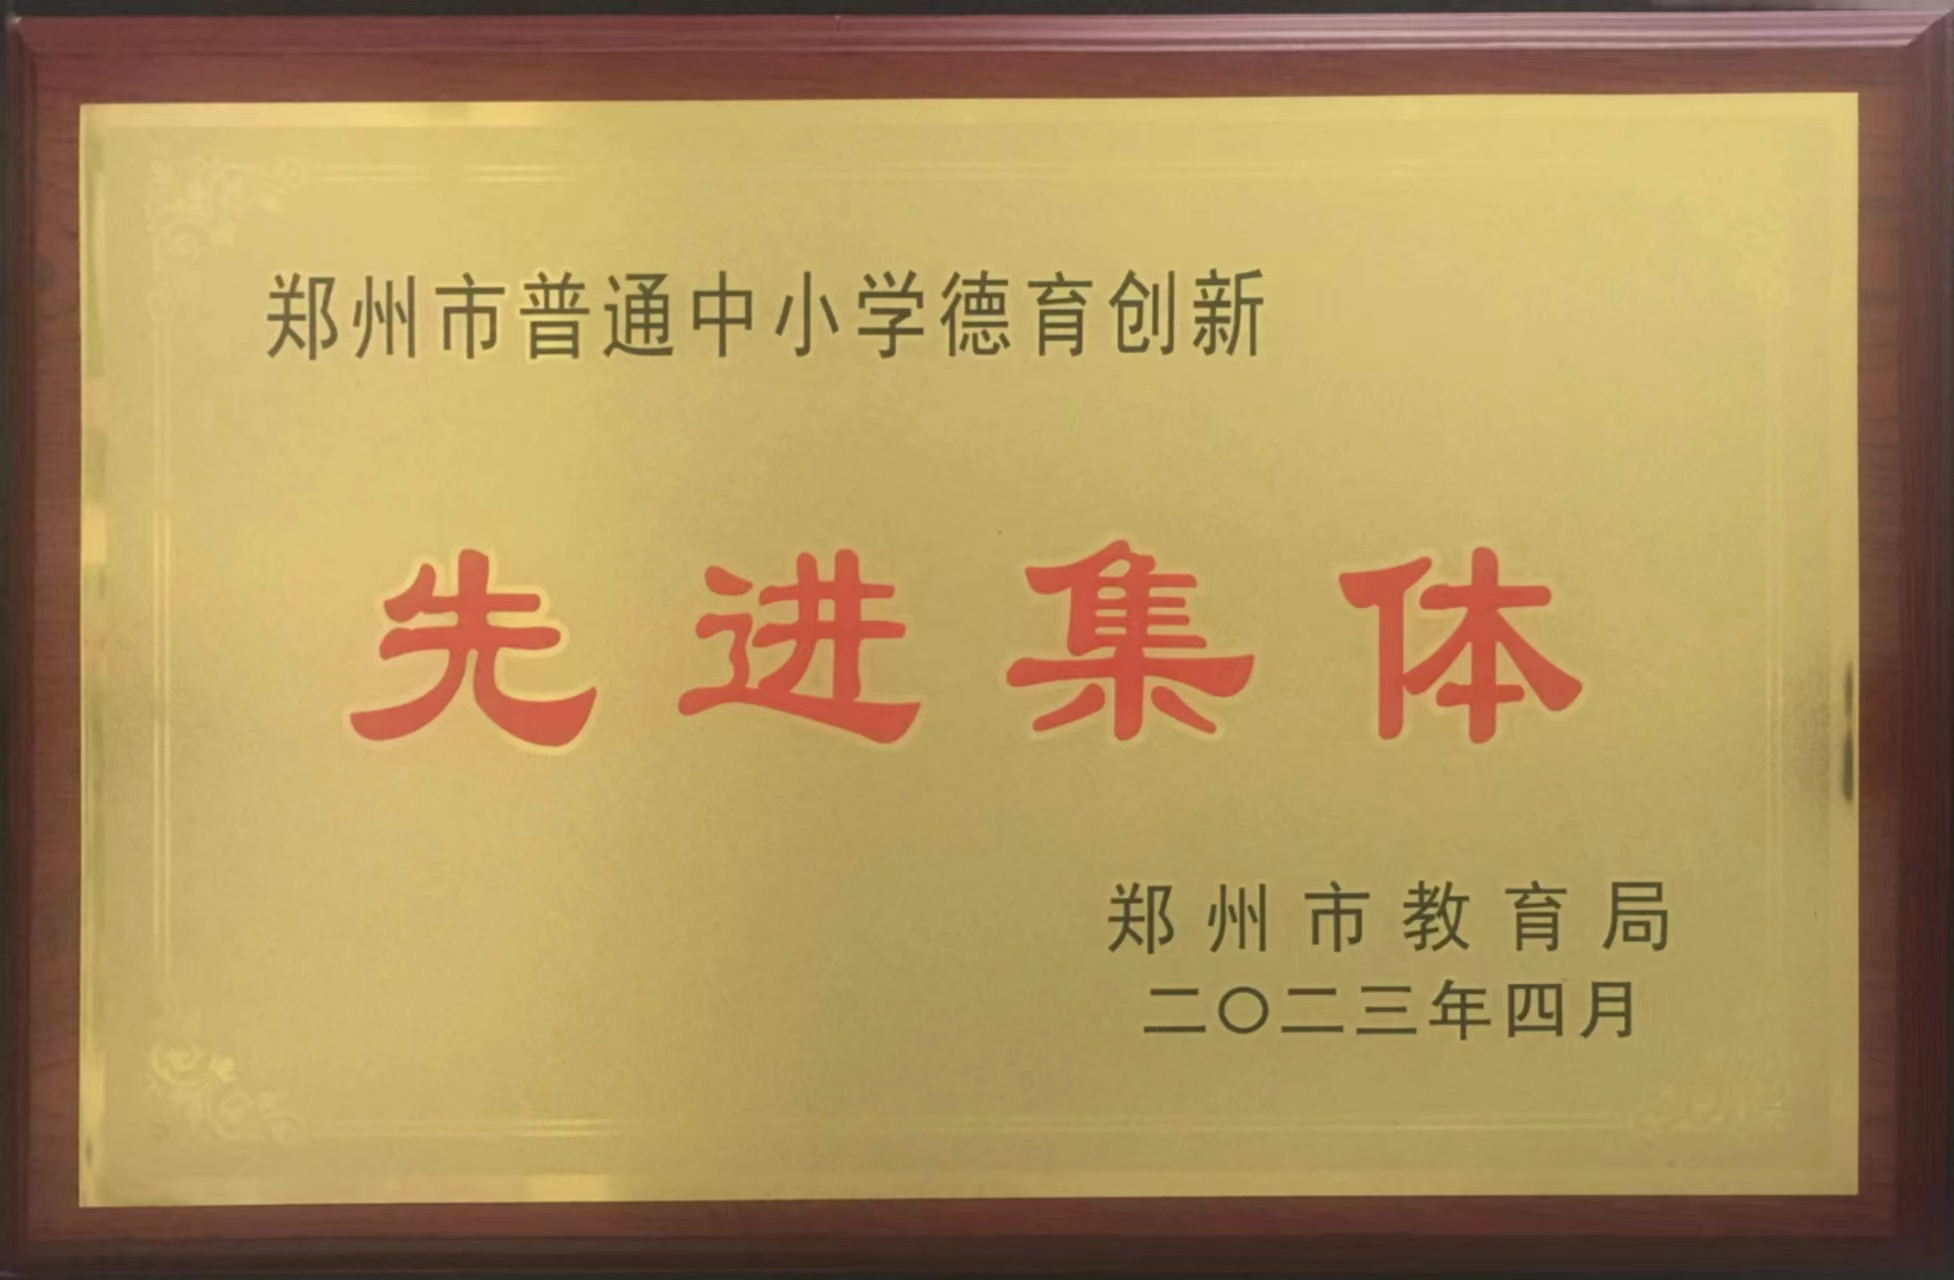 郑州市普通中小学德育创新
先进集体
郑州市教育局
二〇二三年四月